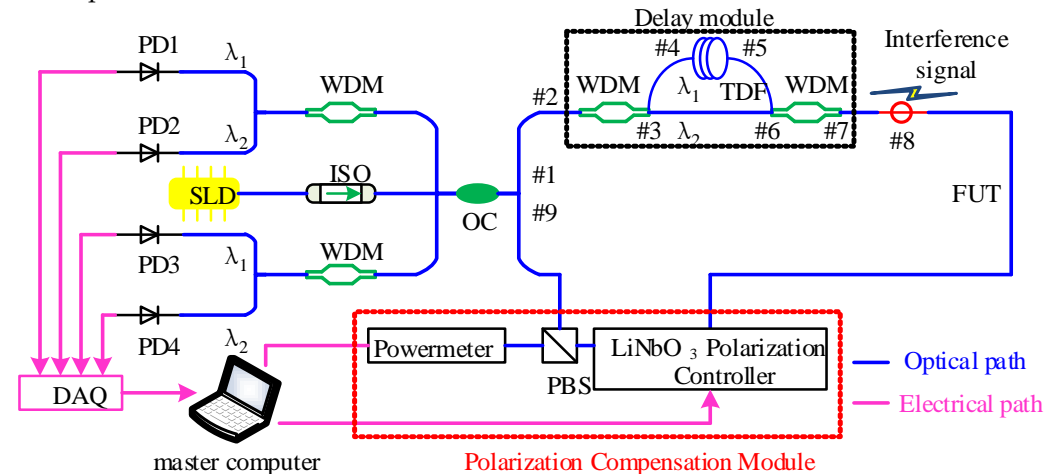 Delay module
PD1
λ1
#4
#5
Interference
signal
WDM
#2
WDM
λ1
TDF
WDM
PD2
λ2
#3
λ2
#6
#7
#8
ISO
#1
SLD
OC
#9
FUT
PD3
λ1
WDM
PD4
λ2
Powermeter
PBS
LiNbO3 Polarization
Controller
Optical path
DAQ
Electrical path
master computer
Polarization Compensation Module